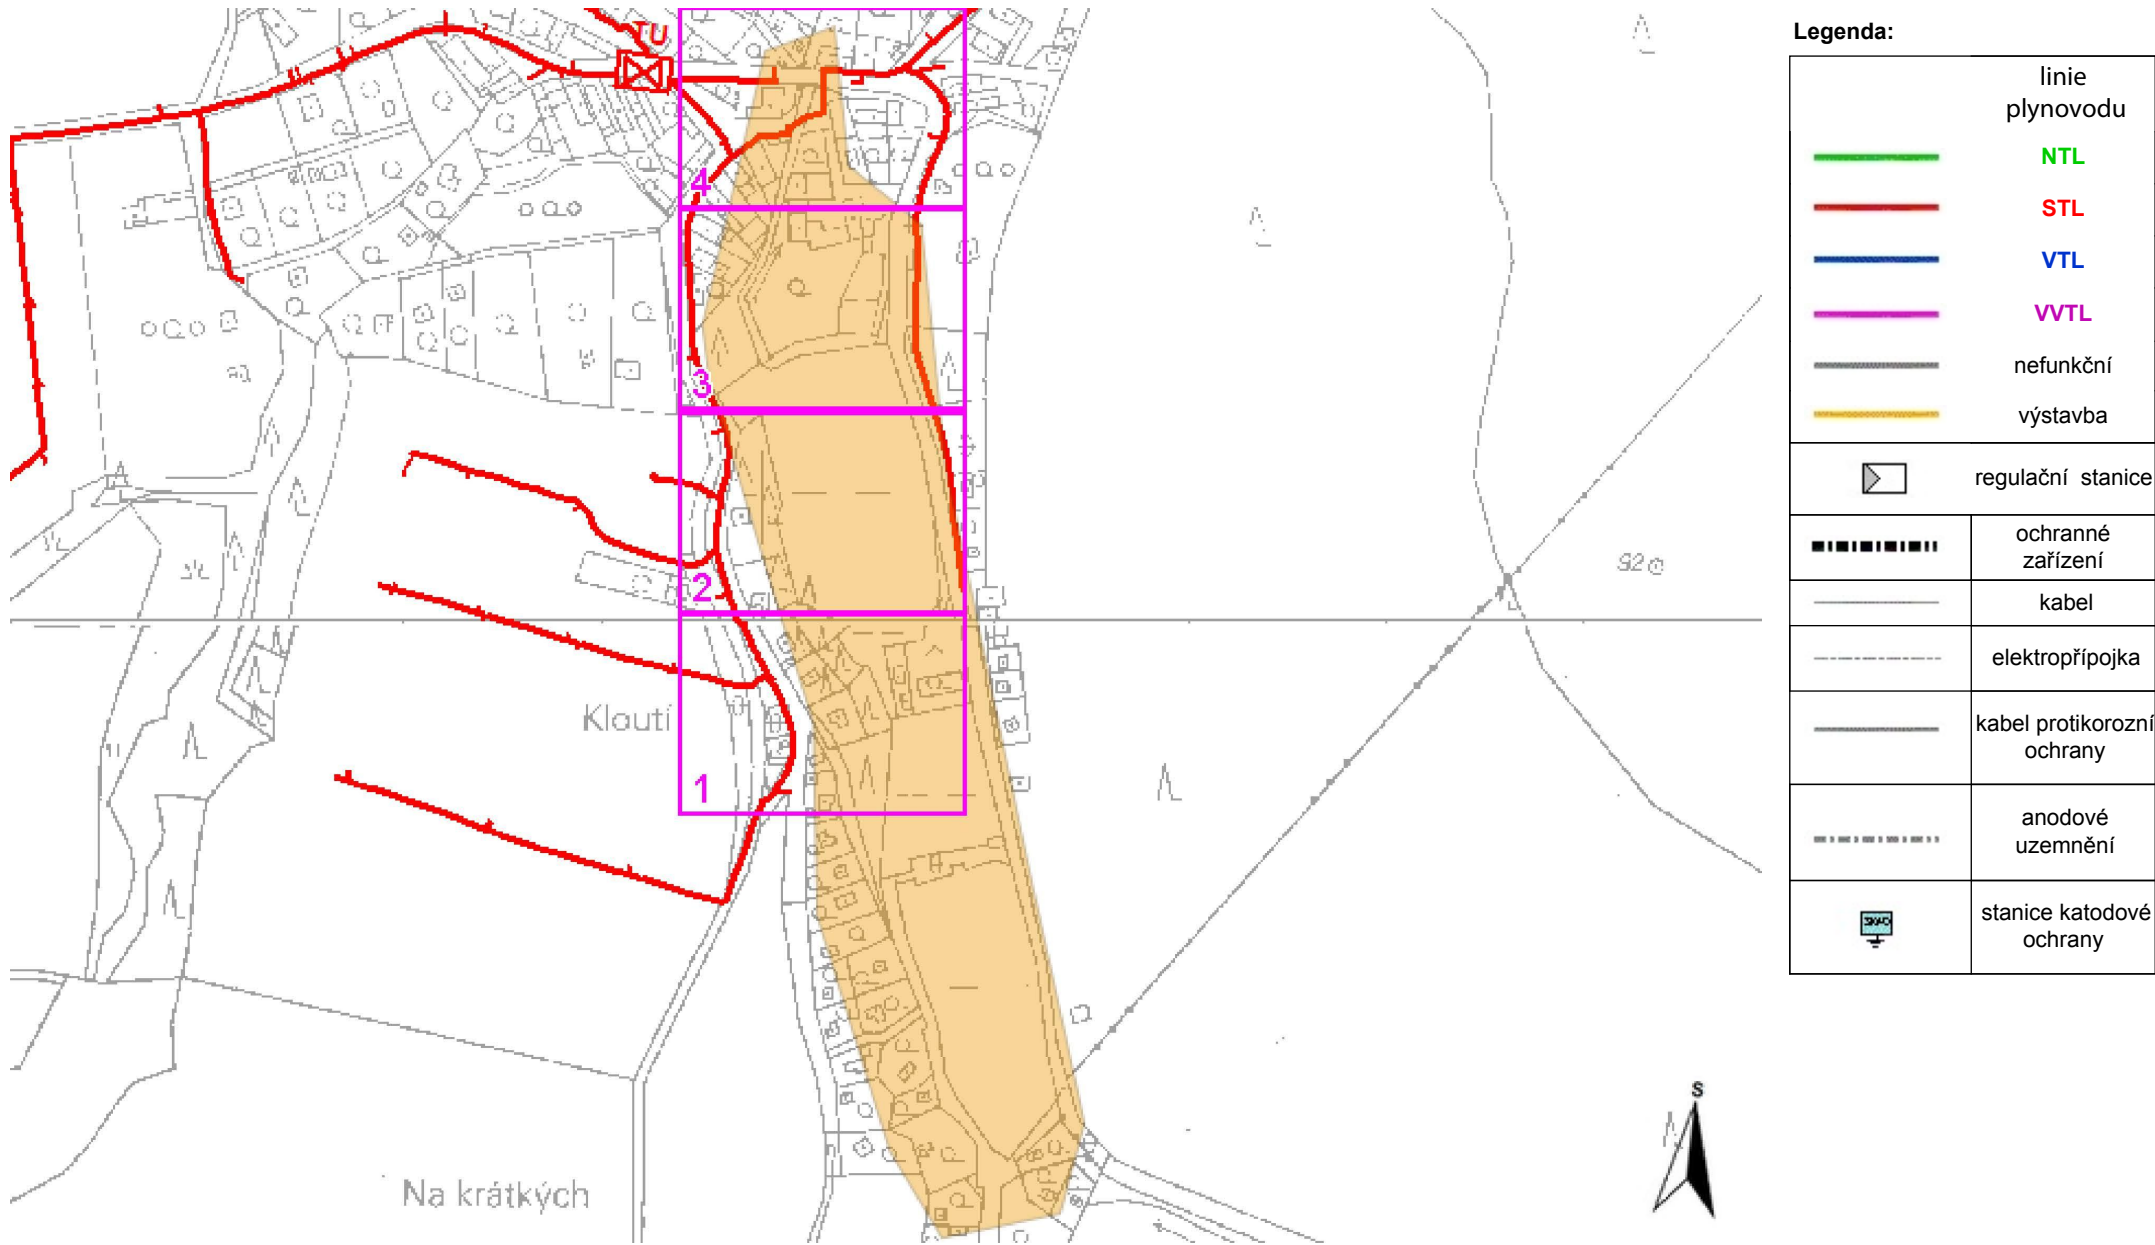 TU
4
3
2
1
Kloutí
Na krátkých
S
Legenda:
linie
plynovodu
NTL
STL
VTL
VVTL
nefunkční
výstavba
regulační stanice
ochranné
zařízení
kabel
elektropřípojka
kabel protikorozní
ochrany
anodové
uzemnění
stanice katodové
ochrany